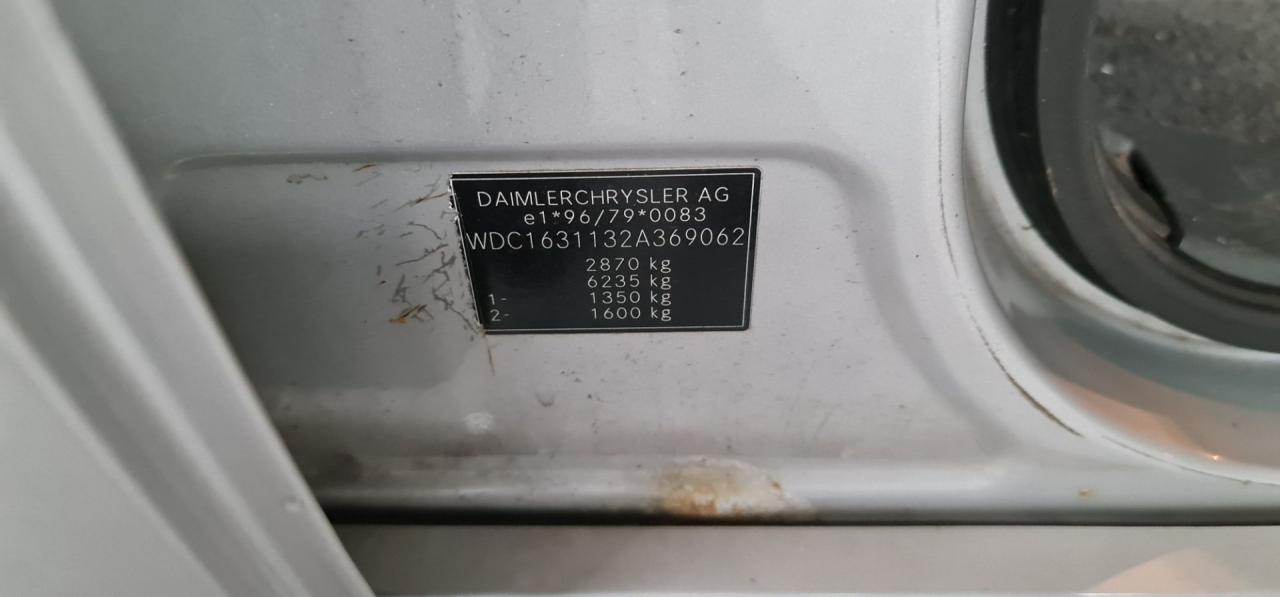 DAIMLERCHRYSLER AG
e1*96/79*0083
WDC1631132A369062
2870 kg
6235 kg
1- 1350 kg
2- 1600 kg